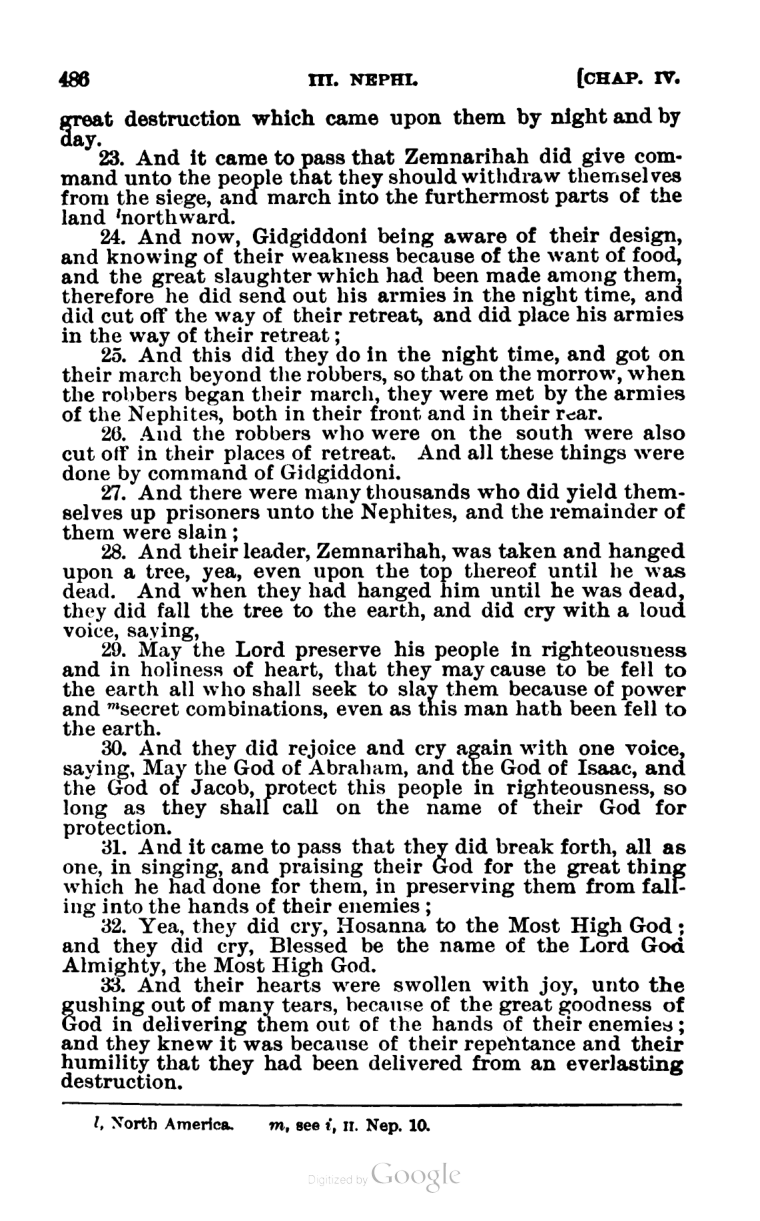 486 III. NEPHI. [CHAP. IV.
great destruction which came upon them by night and by
day.
23. And it came to pass that Zemnarihah did give com-
mand unto the people that they should withdraw themselves
from the siege, and march into the furthermost parts of the
land lnorthward.
24. And now, Gidgiddoni being aware of their design,
and knowing of their weakness because of the want of food,
and the great slaughter which had been made among them,
therefore he did send out his armies in the night time, and
did cut off the way of their retreat, and did place his armies
in the way of their retreat;
25. And this did they do in the night time, and got on
their march beyond the robbers, so that on the morrow, when
the robbers began their march, they were met by the armies
of the Nephites, both in their front and in their rear.
26. And the robbers who were on the south were also
cut off in their places of retreat. And all these things were
done by command of Gidgiddoni.
27. And there were many thousands who did yield them-
selves up prisoners unto the Nephites, and the remainder of
them were slain;
28. And their leader, Zemnarihah, was taken and hanged
upon a tree, yea, even upon the top thereof until he was
dead. And when they had hanged him until he was dead,
they did fall the tree to the earth, and did cry with a loud
voice, saying,
29. May the Lord preserve his people in righteousness
and in holiness of heart, that they may cause to be fell to
the earth all who shall seek to slay them because of power
and msecret combinations, even as this man hath been fell to
the earth.
30. And they did rejoice and cry again with one voice,
saying, May the God of Abraham, and the God of Isaac, and
the God of Jacob, protect this people in righteousness, so
long as they shall call on the name of their God for
protection.
31. And it came to pass that they did break forth, all as
one, in singing, and praising their God for the great thing
which he had done for them, in preserving them from fall-
ing into the hands of their enemies;
32. Yea, they did cry, Hosanna to the Most High God;
and they did cry, Blessed be the name of the Lord God
Almighty, the Most High God.
33. And their hearts were swollen with joy, unto the
gushing out of many tears, because of the great goodness of
God in delivering them out of the hands of their enemies;
and they knew it was because of their repentance and their
humility that they had been delivered from an everlasting
destruction.
l, North America. m, see i, II. Nep. 10.
Digitized by Google